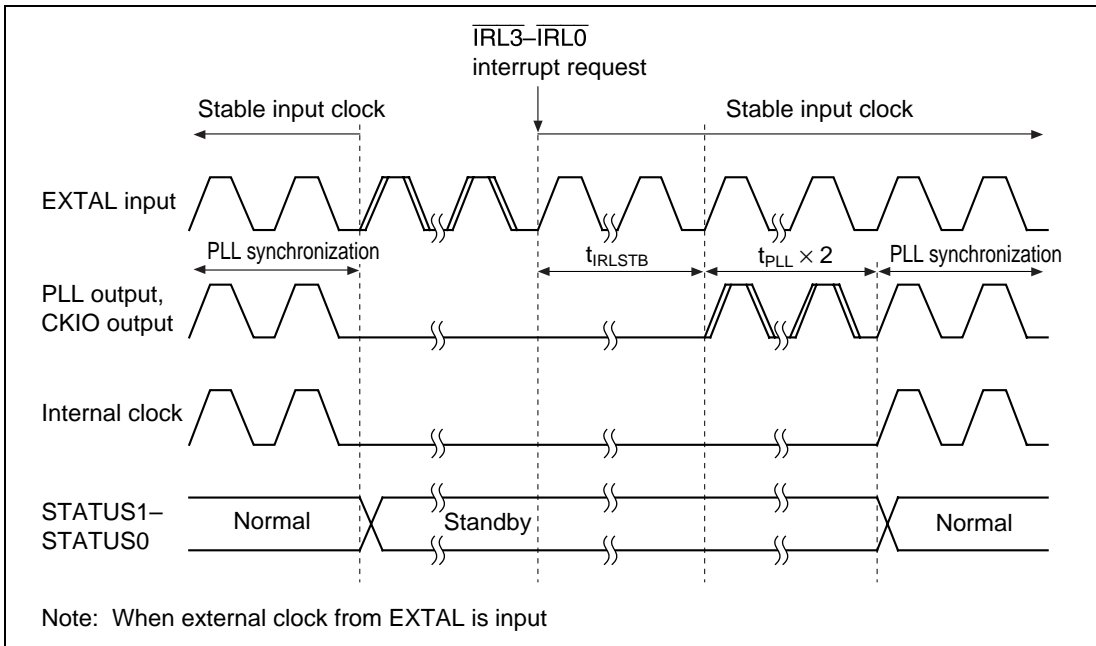 IRL3–IRL0
interrupt request
Stable input clock
Stable input clock
EXTAL input
PLL synchronization
tIRLSTB
tPLL × 2
PLL synchronization
PLL output,
CKIO output
Internal clock
STATUS1–
STATUS0
Normal
Standby
Normal
Note: When external clock from EXTAL is input